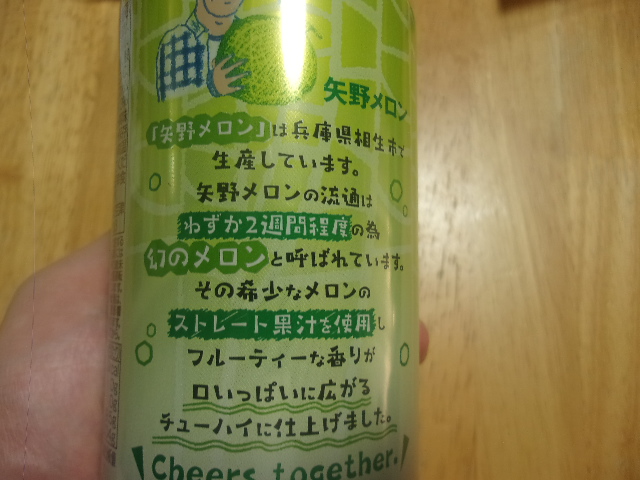 矢野メロン
「矢野メロン」は兵庫県相生市で
生産しています。
矢野メロンの流通は
わずか2週間程度の為
幻のメロンと呼ばれています。
その希少なメロンの
ストレート果汁を使用し
フルーティーな香りが
口いっぱいに広がる
チューハイに仕上げました。
Cheers together.